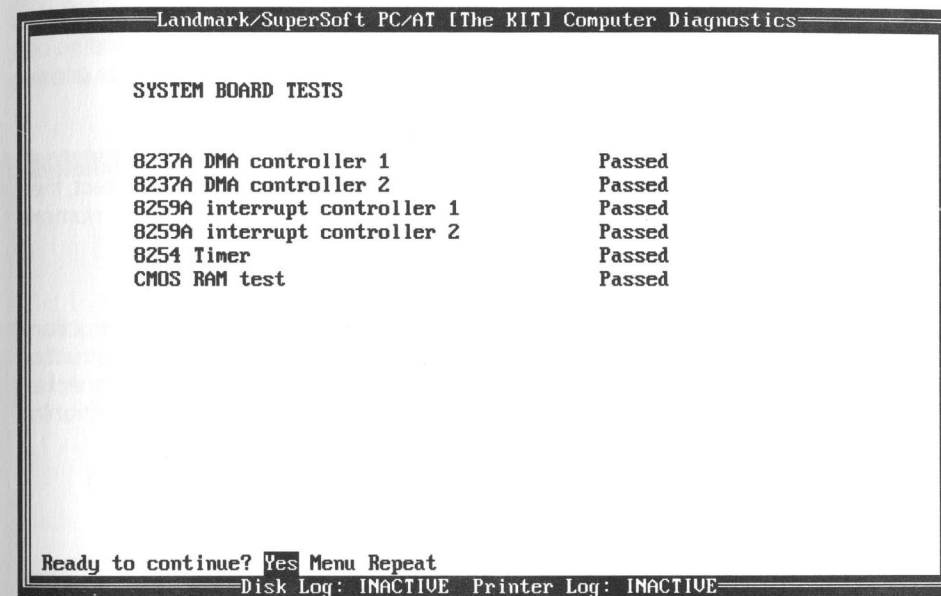 Landmark/SuperSoft PC/AT [The KIT] Computer Diagnostics
SYSTEM BOARD TESTS
8237A DMA controller 1 Passed
8237A DMA controller 2 Passed
8259A interrupt controller 1 Passed
8259A interrupt controller 2 Passed
8254 Timer Passed
CMOS RAM test Passed
Ready to continue? Yes Menu Repeat
Disk Log: INACTIVE Printer Log: INACTIVE